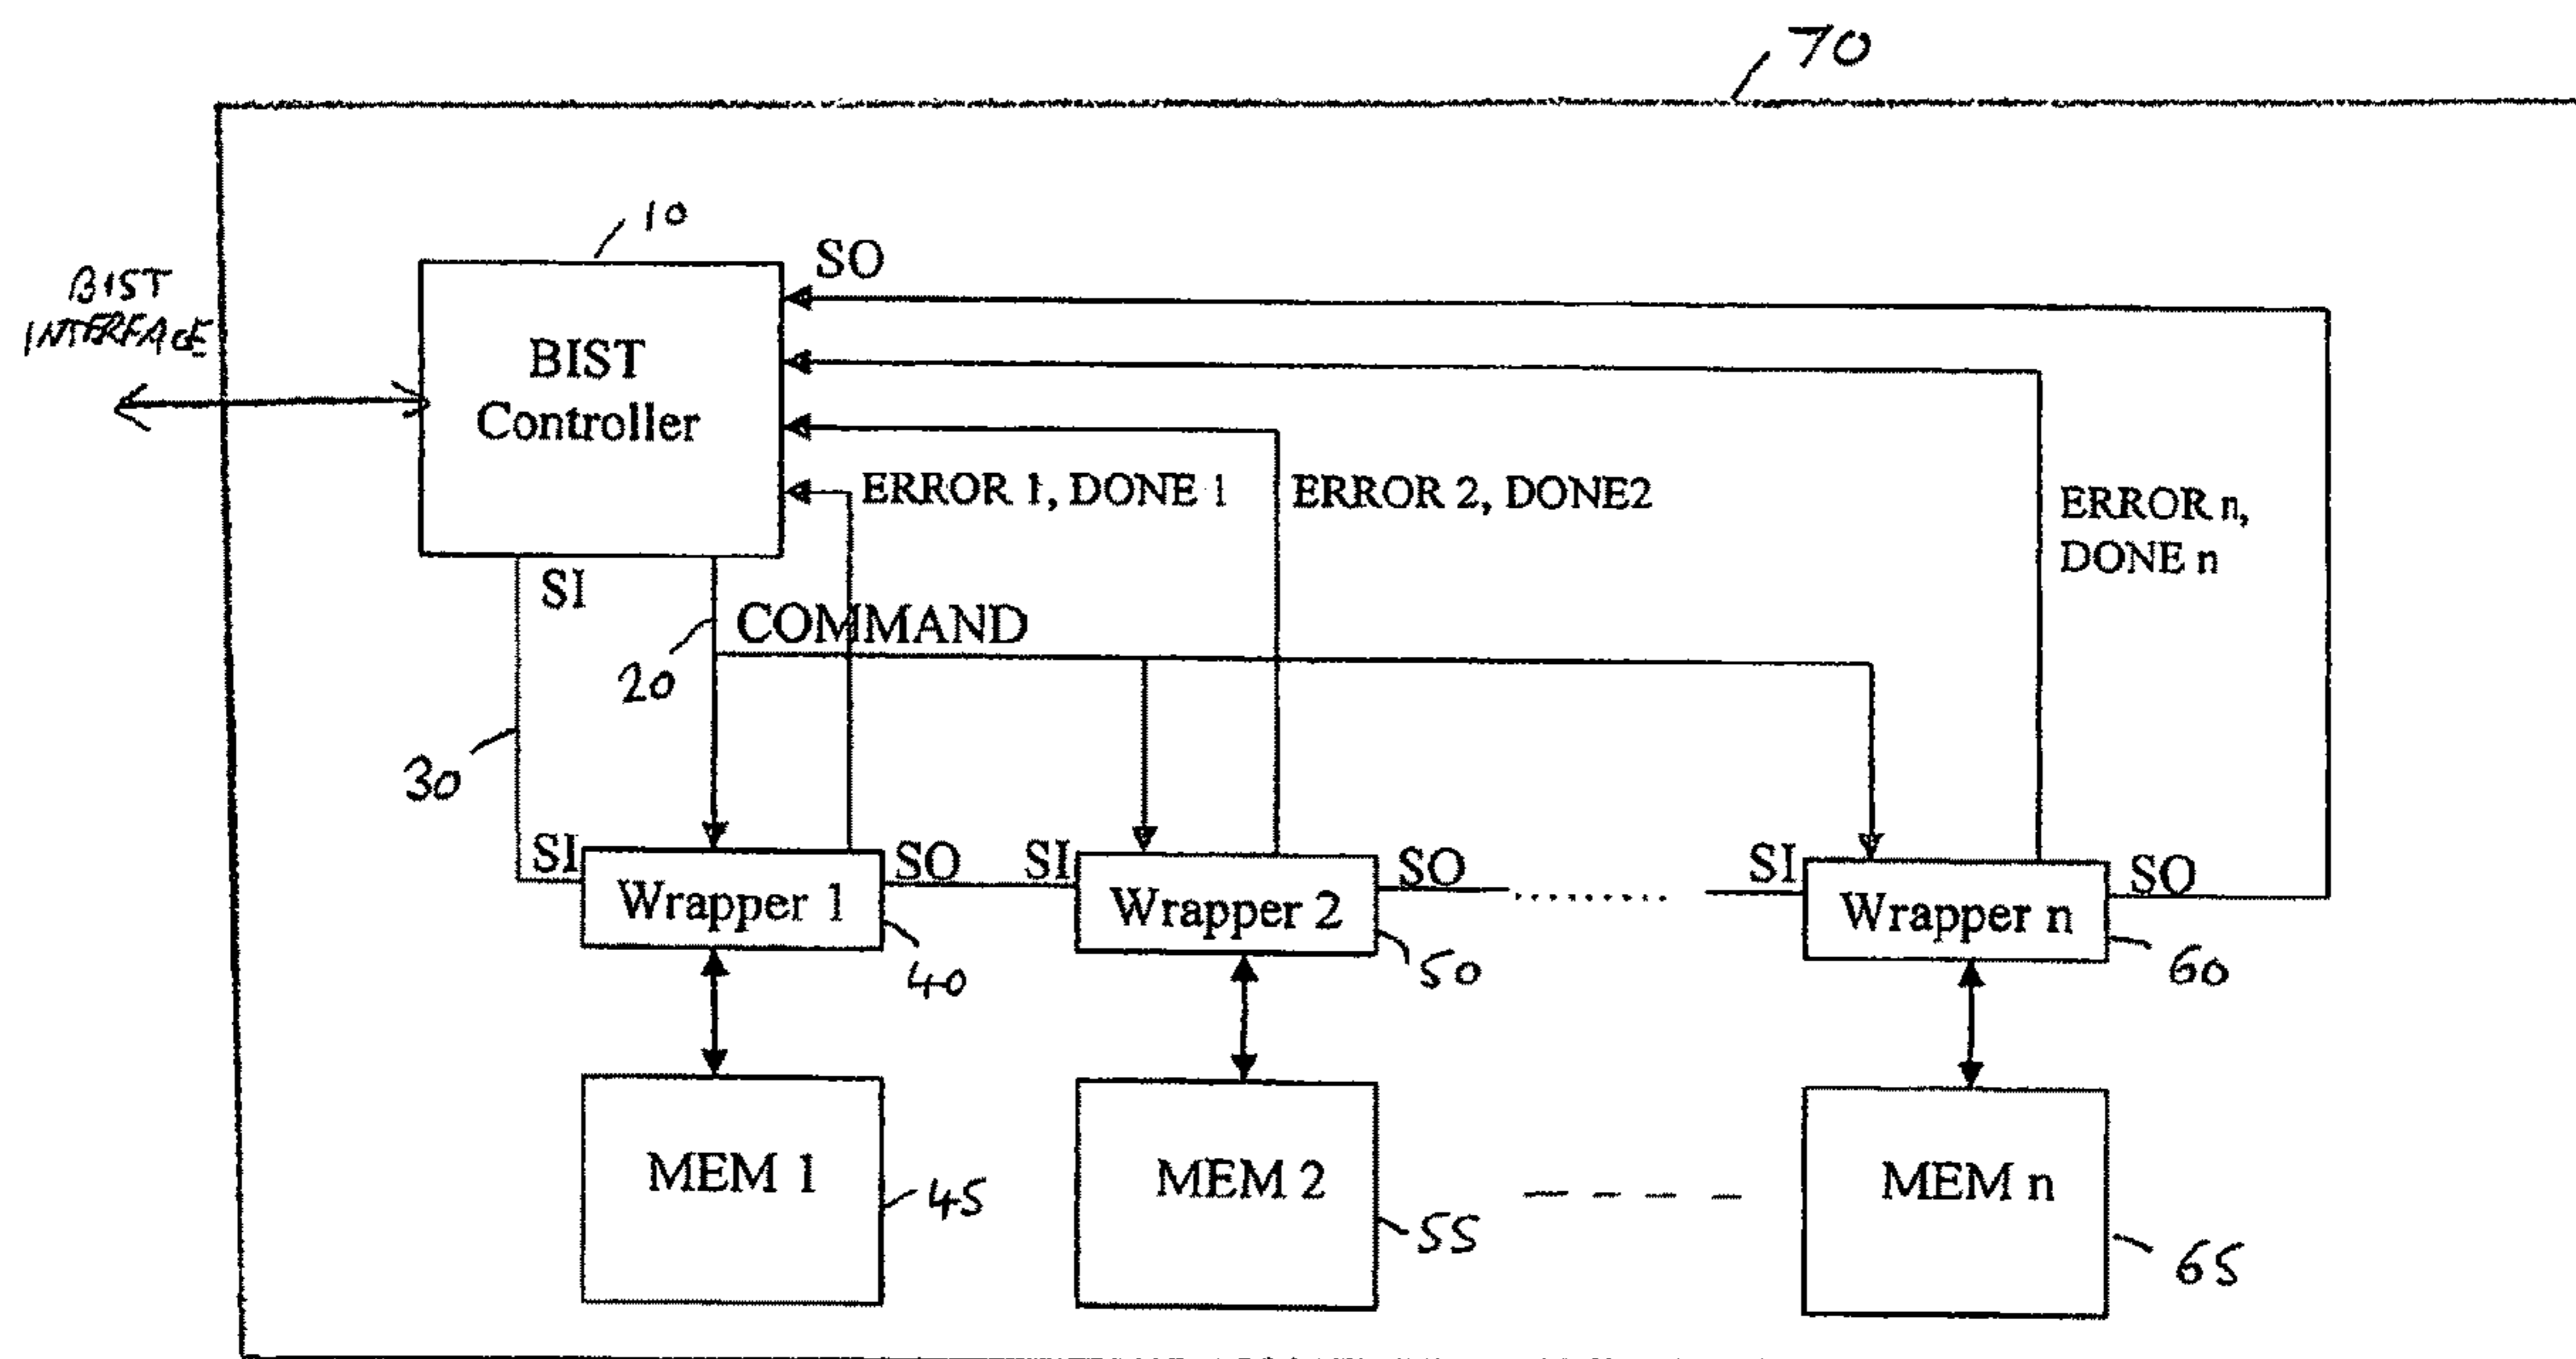 70
10
SO
BIST
INTERFACE
BIST
Controller
ERROR 1, DONE 1
ERROR 2, DONE2
ERROR n,
DONE n
SI
COMMAND
20
30
SI
SO
SI
SO
SI
SO
Wrapper 1
Wrapper 2
Wrapper n
40
50
60
MEM 1
MEM 2
MEM n
45
55
65